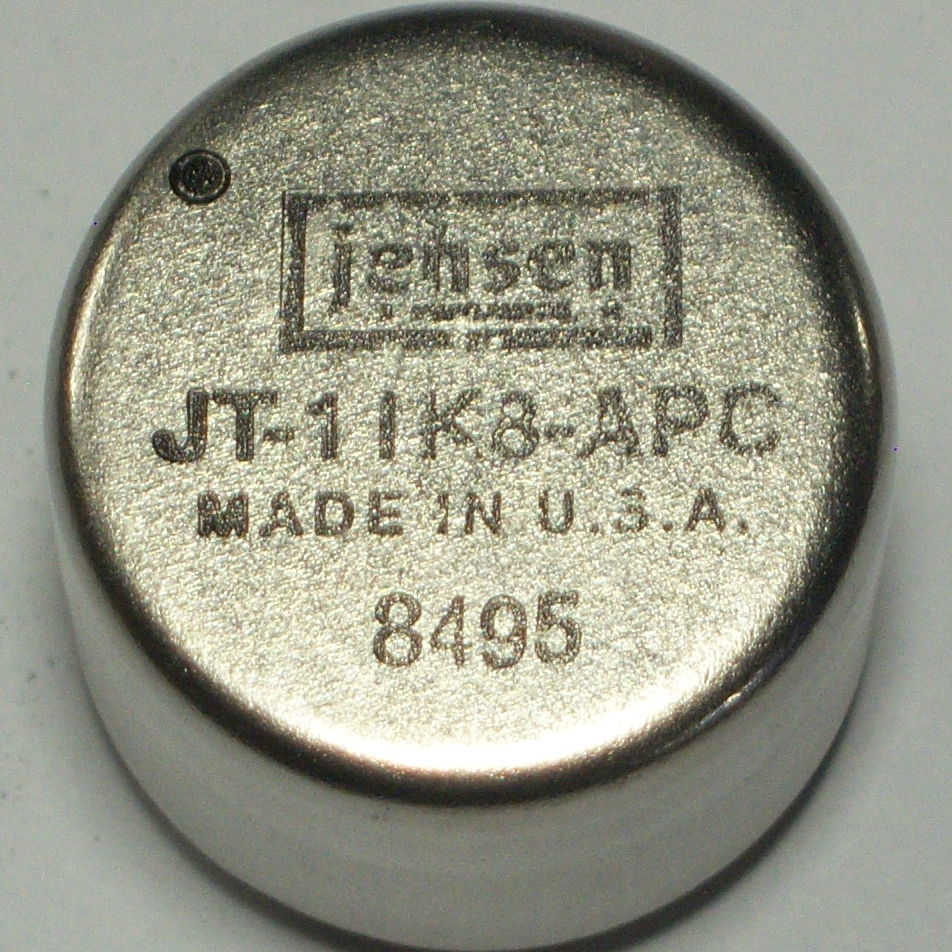 jensen
JT-11K8-APC
MADE IN U.S.A.
8495